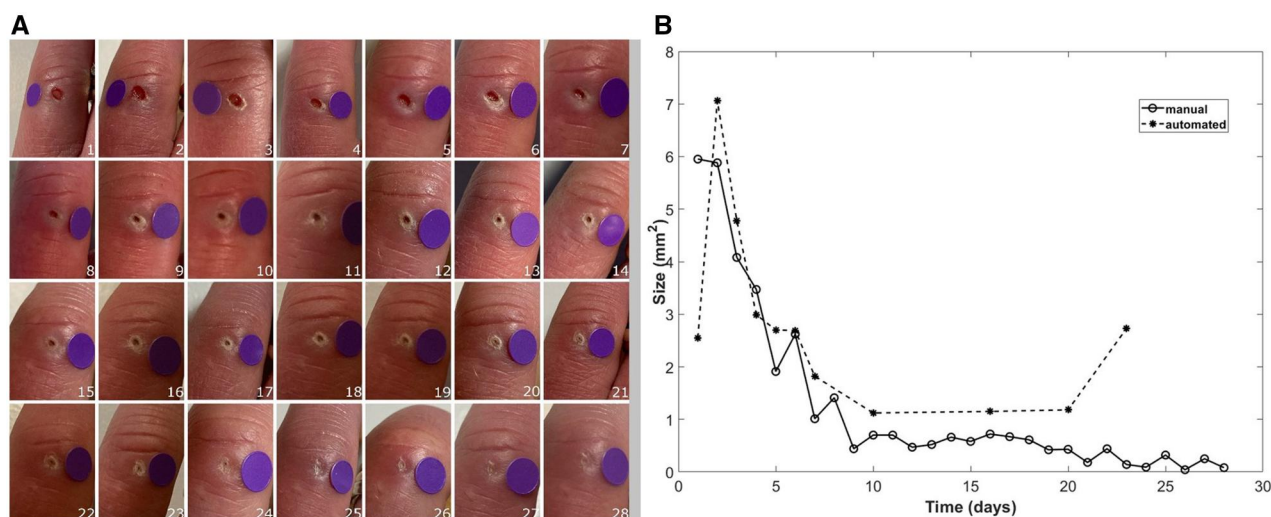 A
1 2 3 4 5 6 7
8 9 10 11 12 13 14
15 16 17 18 19 20 21
22 23 24 25 26 27 28
B
8
7
6
5
4
3
2
1
0
Size (mm²)
manual
automated
0 5 10 15 20 25 30
Time (days)